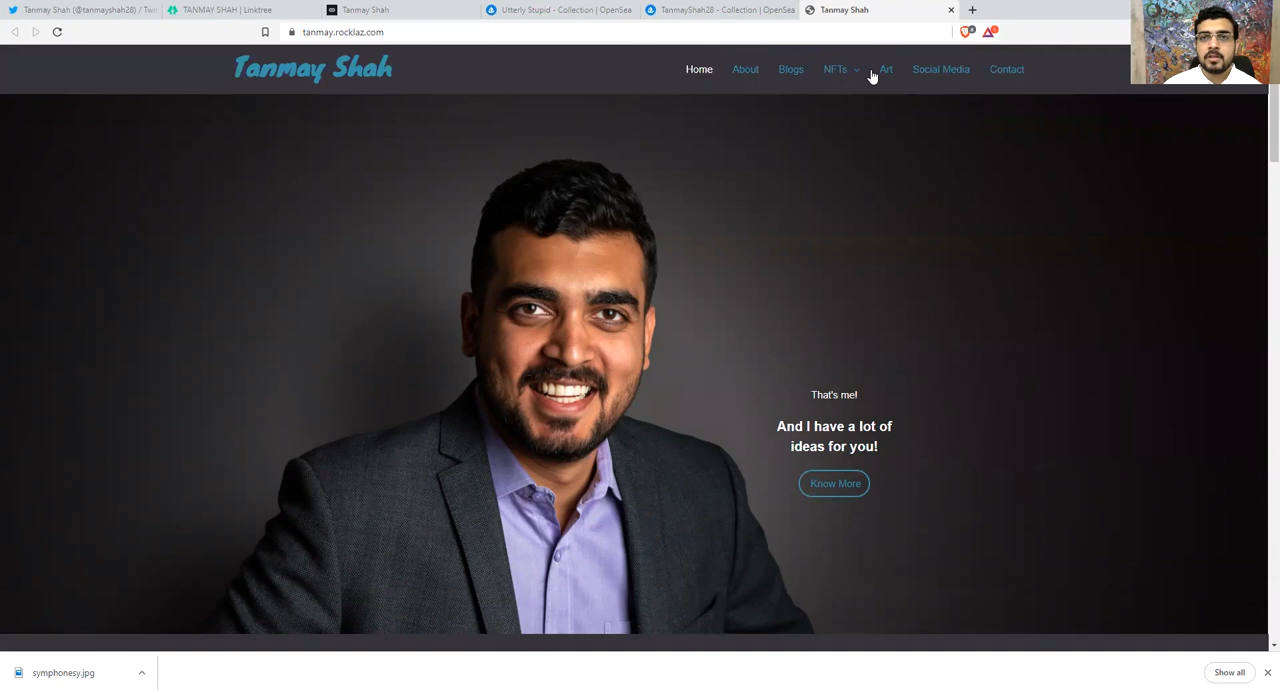 Tanmay Shah (@tanmayshah28) / Twi
TANMAY SHAH | Linktree
Tanmay Shah
Utterly Stupid - Collection | OpenSea
TanmayShah28 - Collection | OpenSea
Tanmay Shah
tanmay.rocklaz.com
Tanmay Shah
Home About Blogs NFTs Art Social Media Contact
That's me!
And I have a lot of
ideas for you!
Know More
symphonesy.jpg
Show all